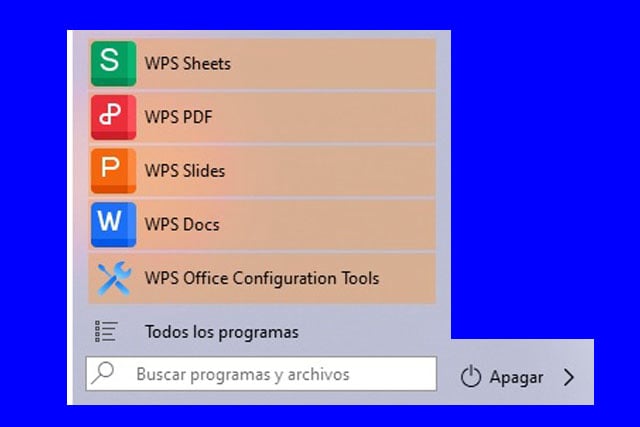 S WPS Sheets
WPS PDF
P WPS Slides
W WPS Docs
WPS Office Configuration Tools
Todos los programas
Buscar programas y archivos
Apagar